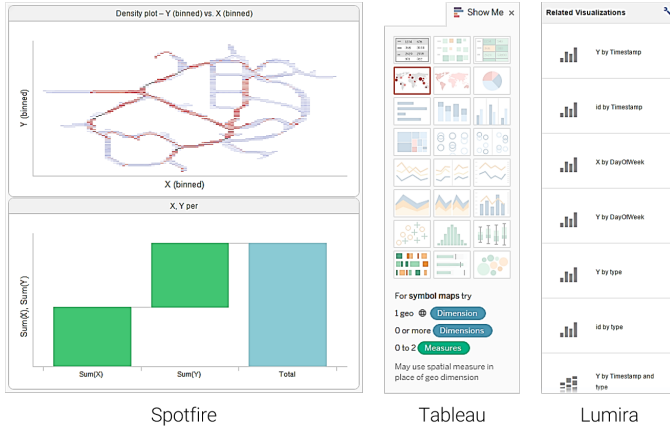 Density plot – Y (binned) vs. X (binned)
Y (binned)
X (binned)
X, Y per
Sum(X), Sum(Y)
Sum(X)
Sum(Y)
Total
Spotfire
Show Me ×
For symbol maps try
1 geo Dimension
0 or more Dimensions
0 to 2 Measures
May use spatial measure in
place of geo dimension
Tableau
Related Visualizations
Y by Timestamp
id by Timestamp
X by DayOfWeek
Y by DayOfWeek
Y by type
id by type
Y by Timestamp and
type
Lumira